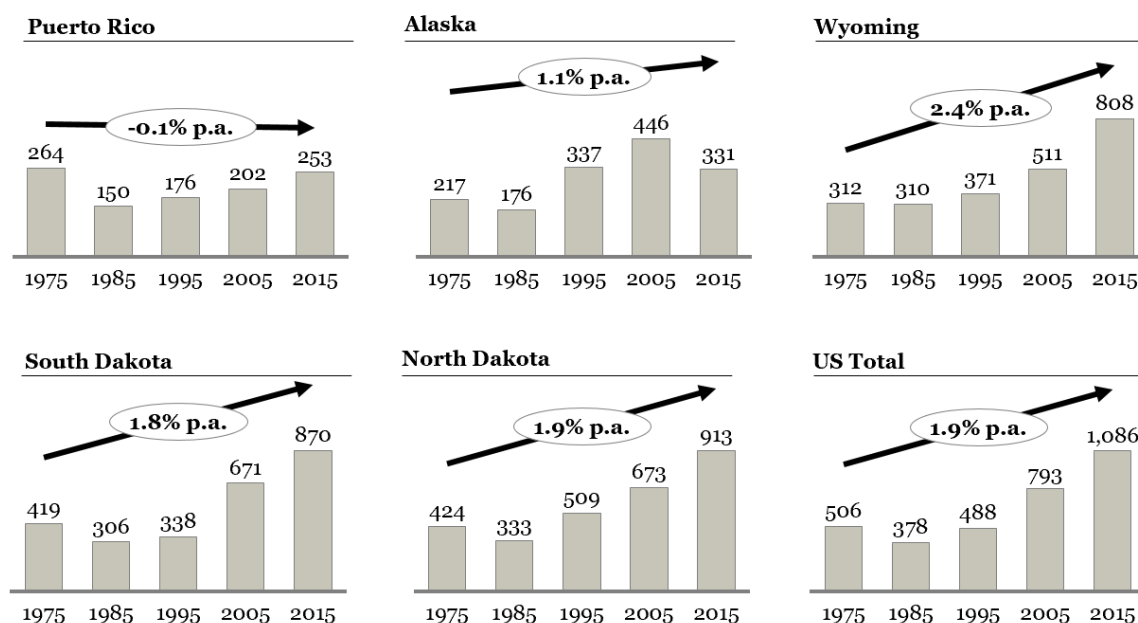 Puerto Rico
-0.1% p.a.
264
150
176
202
253
1975 1985 1995 2005 2015
Alaska
1.1% p.a.
217
176
337
446
331
1975 1985 1995 2005 2015
Wyoming
2.4% p.a.
312
310
371
511
808
1975 1985 1995 2005 2015
South Dakota
1.8% p.a.
419
306
338
671
870
1975 1985 1995 2005 2015
North Dakota
1.9% p.a.
424
333
509
673
913
1975 1985 1995 2005 2015
US Total
1.9% p.a.
506
378
488
793
1,086
1975 1985 1995 2005 2015